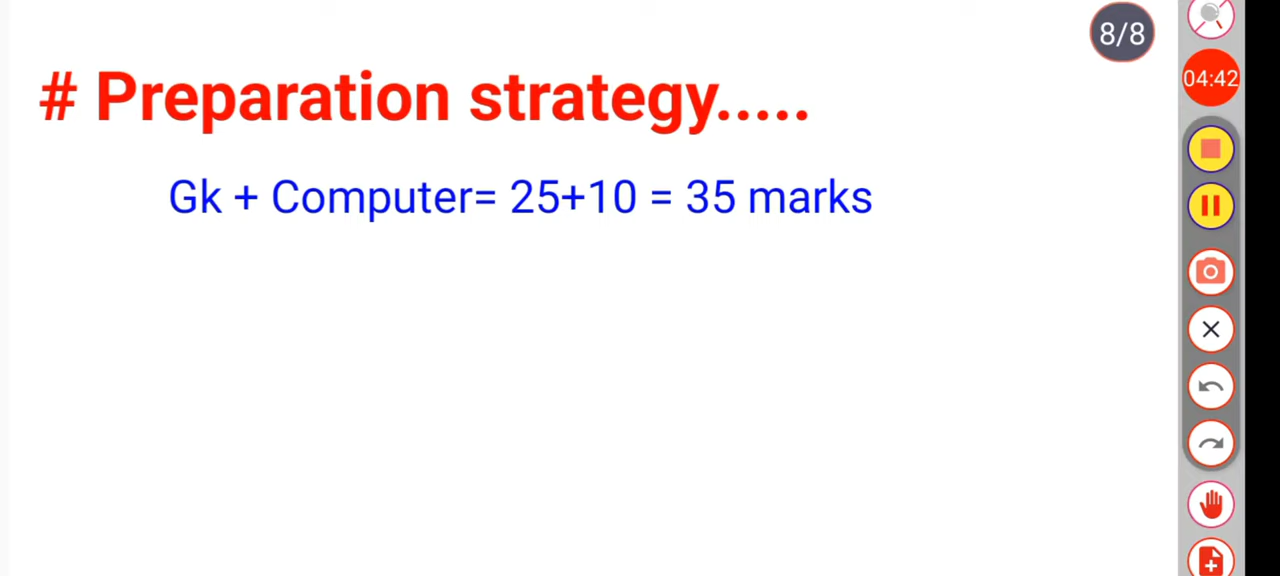 8/8
04:42
# Preparation strategy.....
Gk + Computer= 25+10 = 35 marks